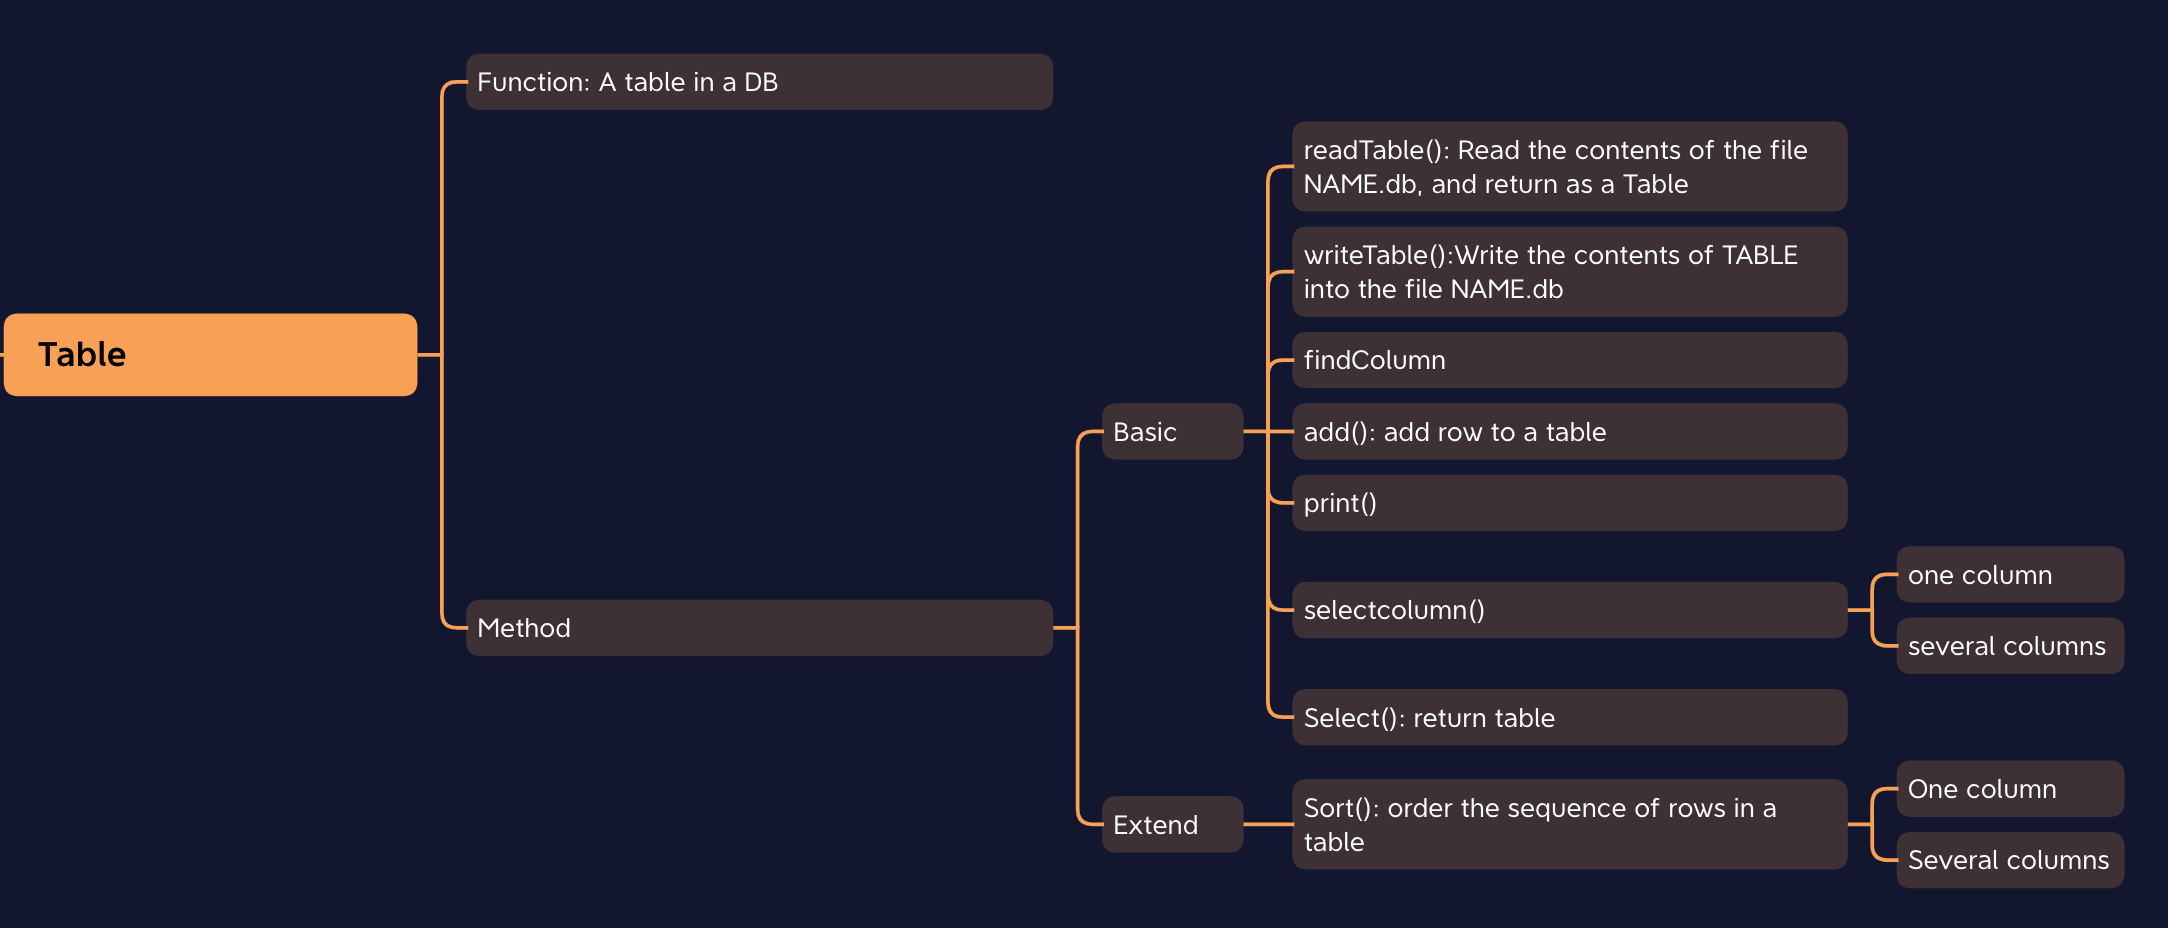 Function: A table in a DB
readTable(): Read the contents of the file
NAME.db, and return as a Table
writeTable():Write the contents of TABLE
into the file NAME.db
Table
findColumn
Basic
add(): add row to a table
print()
one column
selectcolumn()
several columns
Method
Select(): return table
One column
Sort(): order the sequence of rows in a
table
Extend
Several columns